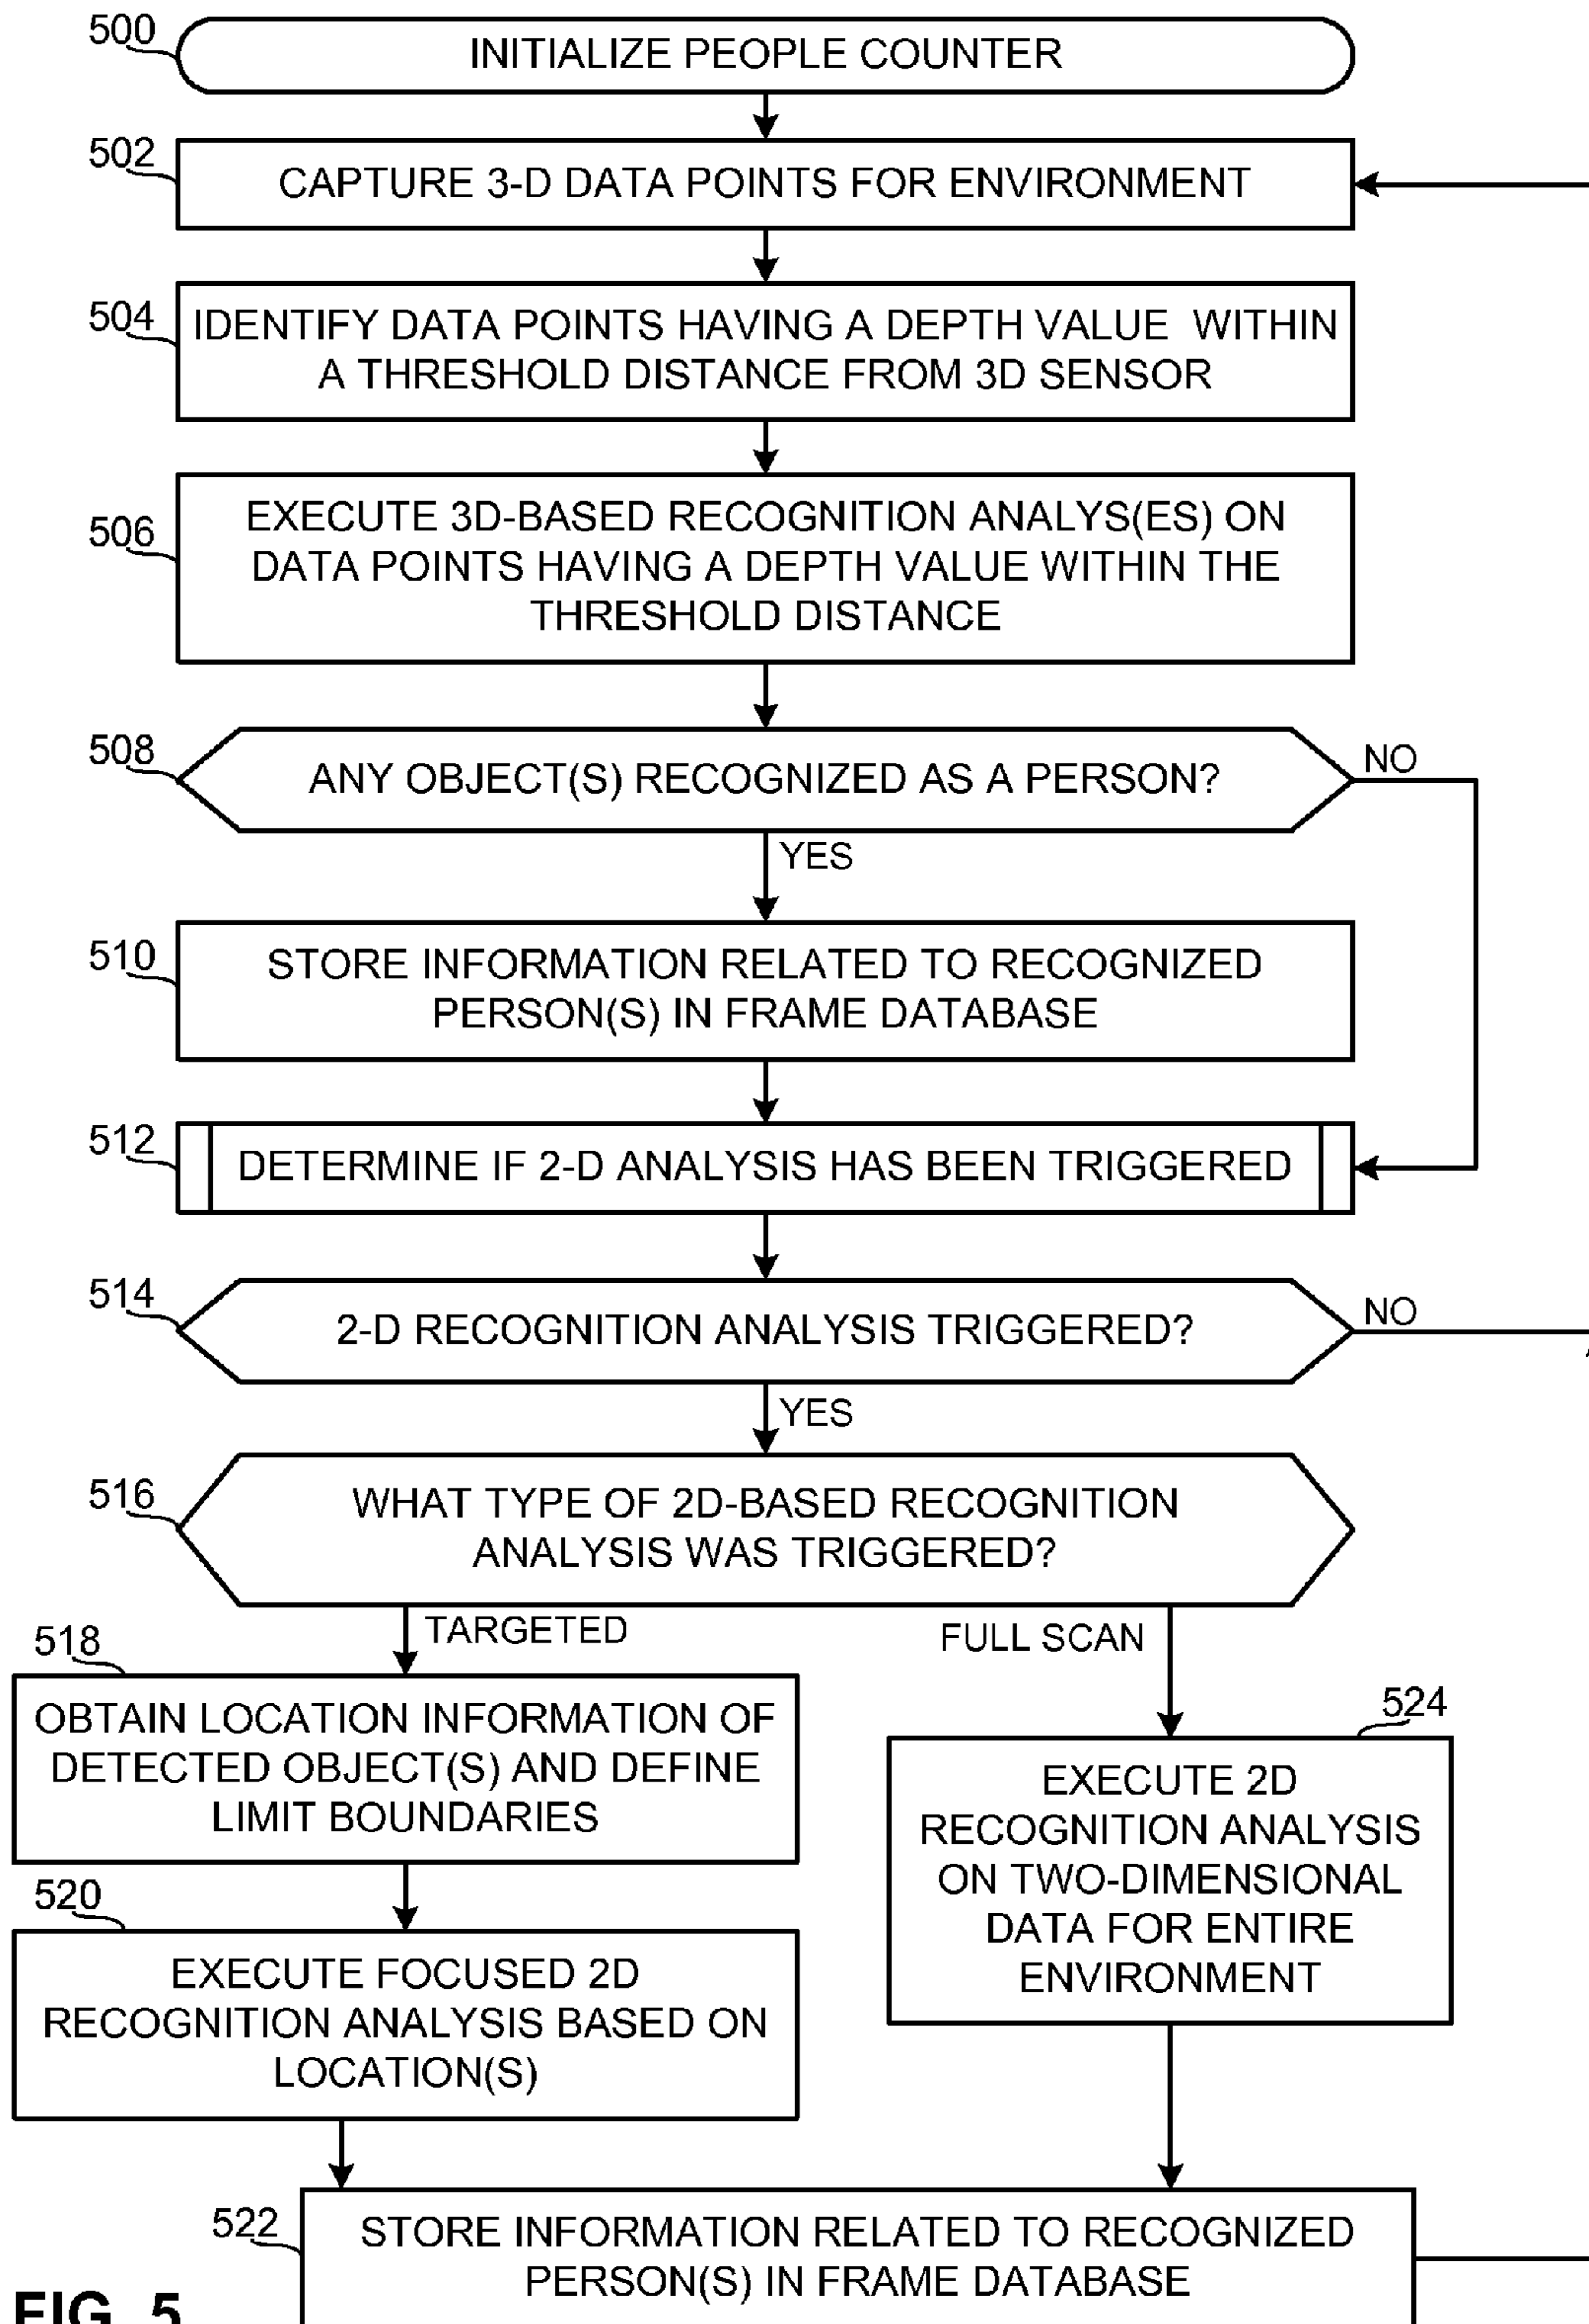 500
INITIALIZE PEOPLE COUNTER
502
CAPTURE 3-D DATA POINTS FOR ENVIRONMENT
504
IDENTIFY DATA POINTS HAVING A DEPTH VALUE WITHIN
A THRESHOLD DISTANCE FROM 3D SENSOR
506
EXECUTE 3D-BASED RECOGNITION ANALYS(ES) ON
DATA POINTS HAVING A DEPTH VALUE WITHIN THE
THRESHOLD DISTANCE
508
ANY OBJECT(S) RECOGNIZED AS A PERSON?
NO
YES
510
STORE INFORMATION RELATED TO RECOGNIZED
PERSON(S) IN FRAME DATABASE
512
DETERMINE IF 2-D ANALYSIS HAS BEEN TRIGGERED
514
2-D RECOGNITION ANALYSIS TRIGGERED?
NO
YES
516
WHAT TYPE OF 2D-BASED RECOGNITION
ANALYSIS WAS TRIGGERED?
TARGETED
FULL SCAN
518
OBTAIN LOCATION INFORMATION OF
DETECTED OBJECT(S) AND DEFINE
LIMIT BOUNDARIES
520
EXECUTE FOCUSED 2D
RECOGNITION ANALYSIS BASED ON
LOCATION(S)
524
EXECUTE 2D
RECOGNITION ANALYSIS
ON TWO-DIMENSIONAL
DATA FOR ENTIRE
ENVIRONMENT
522
STORE INFORMATION RELATED TO RECOGNIZED
PERSON(S) IN FRAME DATABASE
FIG. 5